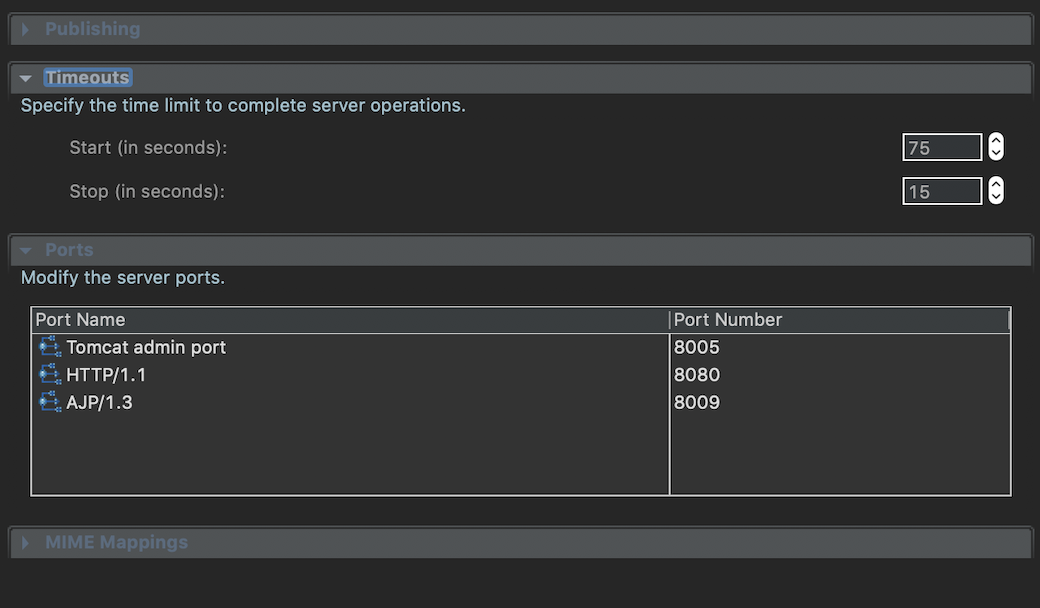 Publishing
Timeouts
Specify the time limit to complete server operations.
Start (in seconds): 75
Stop (in seconds): 15
Ports
Modify the server ports.
Port Name Port Number
Tomcat admin port 8005
HTTP/1.1 8080
AJP/1.3 8009
MIME Mappings